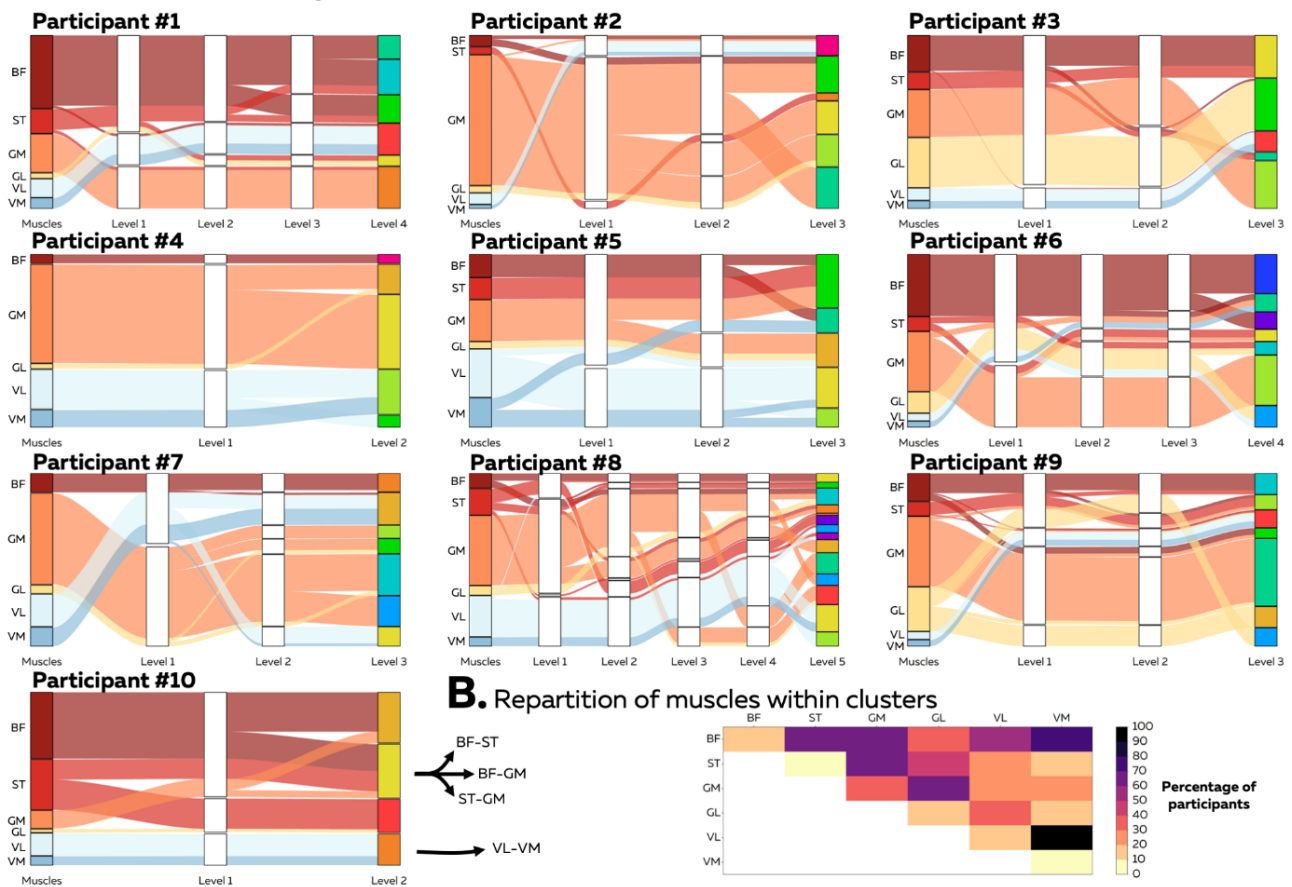 Participant #1
BF
ST
GM
GL
VL
VM
Muscles Level 1 Level 2 Level 3 Level 4
Participant #2
BF
ST
GM
GL
VL
VM
Muscles Level 1 Level 2 Level 3
Participant #3
BF
ST
GM
GL
VL
VM
Muscles Level 1 Level 2 Level 3
Participant #4
BF
GM
GL
VL
VM
Muscles Level 1 Level 2
Participant #5
BF
ST
GM
GL
VL
VM
Muscles Level 1 Level 2 Level 3
Participant #6
BF
ST
GM
GL
VL
VM
Muscles Level 1 Level 2 Level 3 Level 4
Participant #7
BF
GM
GL
VL
VM
Muscles Level 1 Level 2 Level 3
Participant #8
BF
ST
GM
GL
VL
VM
Muscles Level 1 Level 2 Level 3 Level 4 Level 5
Participant #9
BF
ST
GM
GL
VL
VM
Muscles Level 1 Level 2 Level 3
Participant #10
BF
ST
GM
GL
VL
VM
Muscles Level 1 Level 2
BF-ST
BF-GM
ST-GM
VL-VM
B. Repartition of muscles within clusters
BF ST GM GL VL VM
BF
ST
GM
GL
VL
VM
100
90
80
70
60
50
40
30
20
10
0
Percentage of
participants